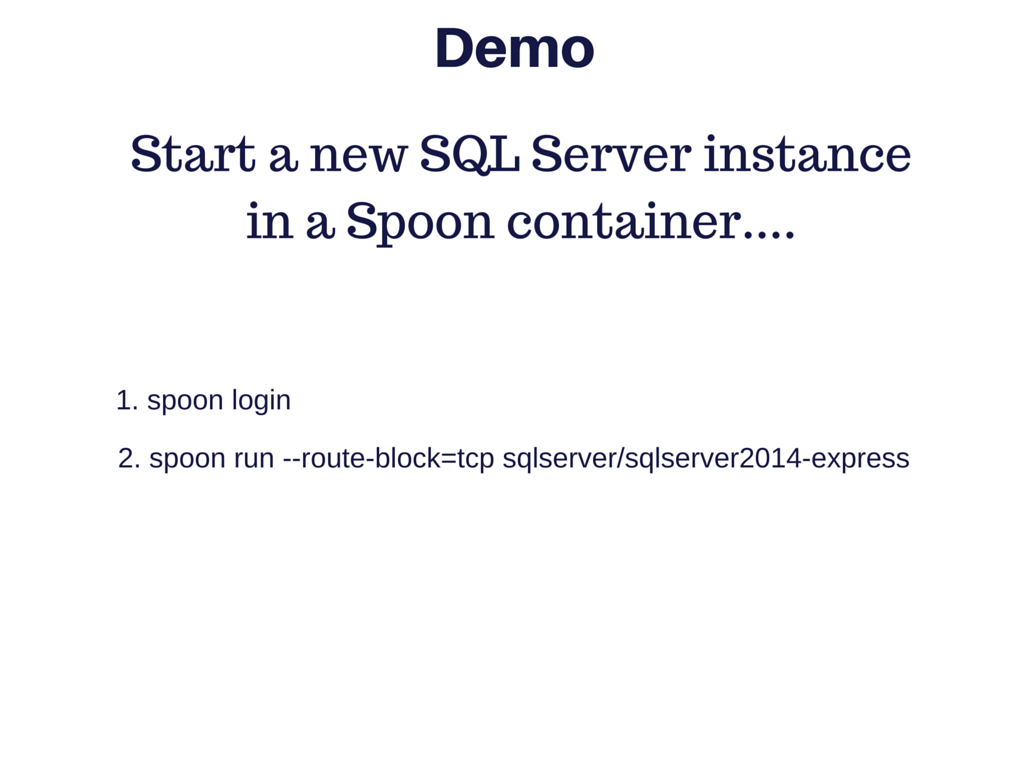 Demo
Start a new SQL Server instance
in a Spoon container....
1. spoon login
2. spoon run --route-block=tcp sqlserver/sqlserver2014-express